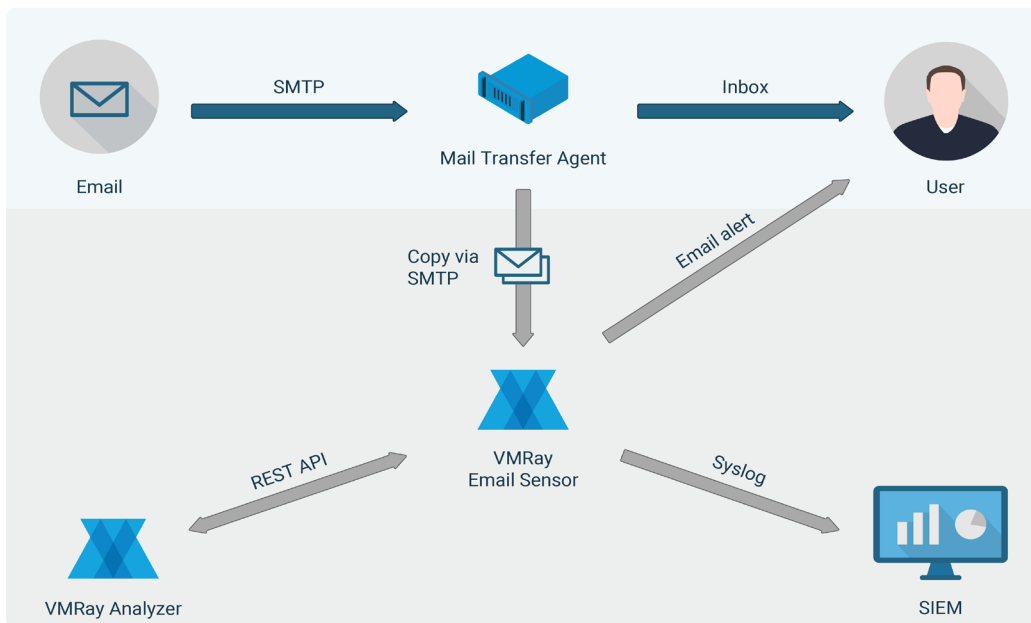 SMTP
Inbox
Mail Transfer Agent
Email
User
Email alert
Copy via
SMTP
VMRay
Email Sensor
REST API
Syslog
VMRay Analyzer
SIEM